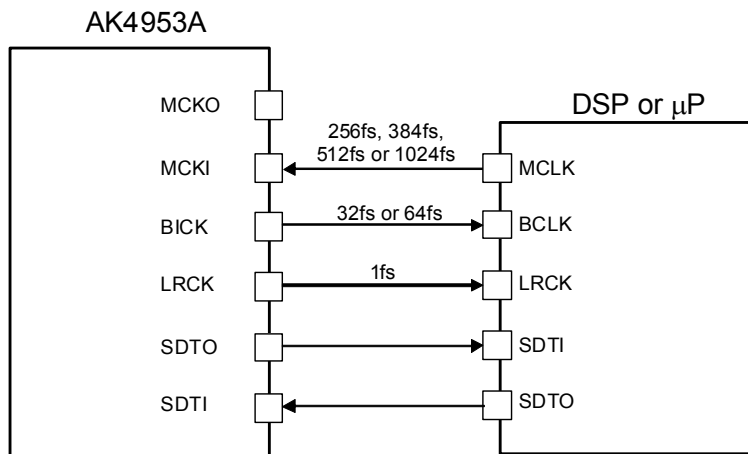 AK4953A
DSP or μP
MCKO
256fs, 384fs,
512fs or 1024fs
MCKI
MCLK
BICK
32fs or 64fs
BCLK
LRCK
1fs
LRCK
SDTO
SDTI
SDTI
SDTO